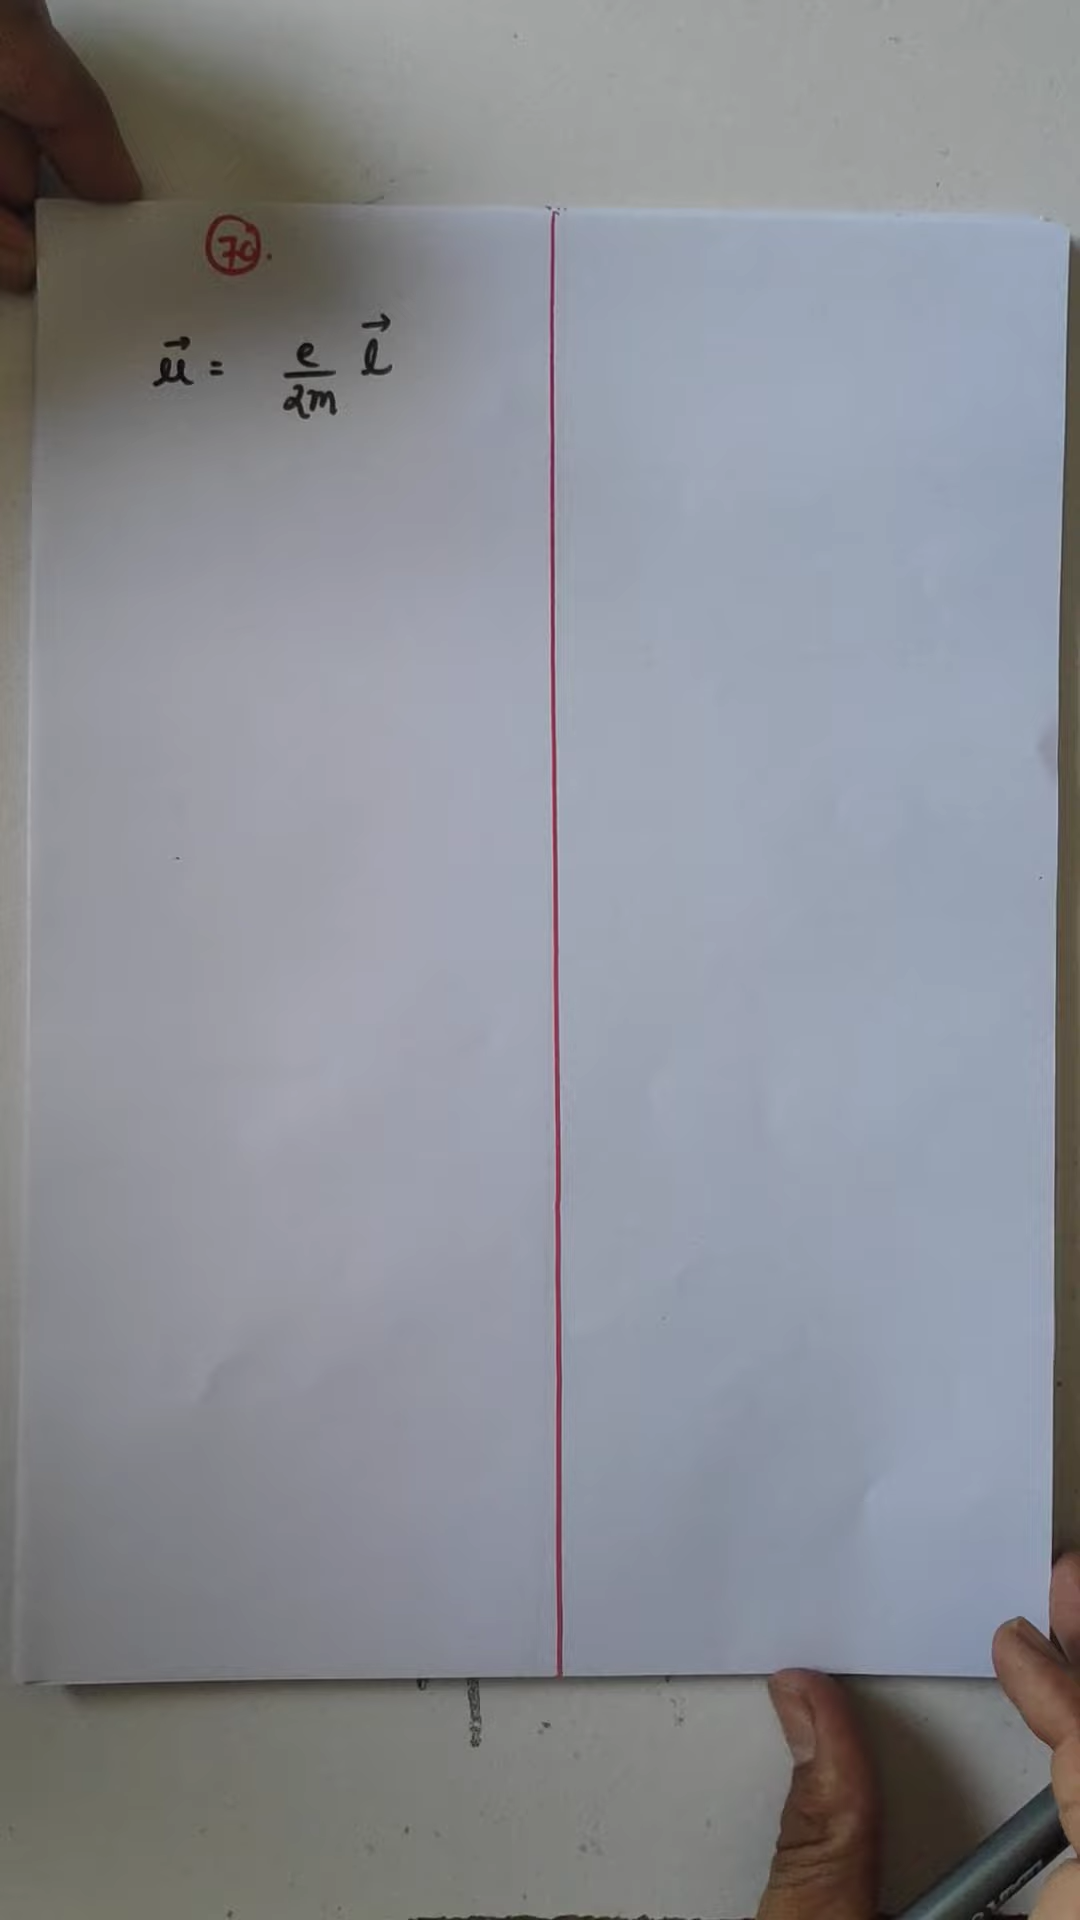 70.
μ⃗ = e/2m l⃗